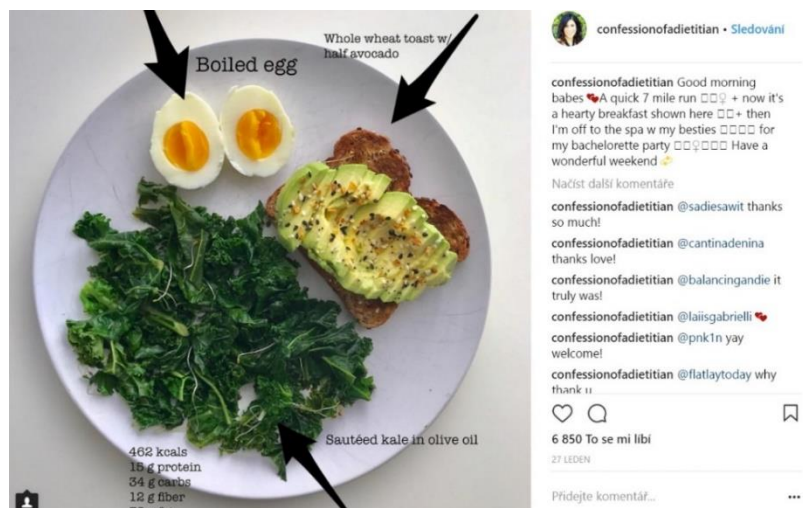 Whole wheat toast w/
half avocado
Boiled egg
Sautéed kale in olive oil
462 kcals
15 g protein
34 g carbs
12 g fiber
confessionofadietitian • Sledování
confessionofadietitian Good morning
babes 💕A quick 7 mile run □□♀ + now it's
a hearty breakfast shown here □□+ then
I'm off to the spa w my besties □□□□ for
my bachelorette party □□♀□□□ Have a
wonderful weekend 💫
Načíst další komentáře
confessionofadietitian @sadiesawit thanks
so much!
confessionofadietitian @cantinadenina
thanks love!
confessionofadietitian @balancingandie it
truly was!
confessionofadietitian @laiisgabrielli 💕
confessionofadietitian @pnk1n yay
welcome!
confessionofadietitian @flatlaytoday why
thank u
6 850 To se mi líbí
27 LEDEN
Přidejte komentář...